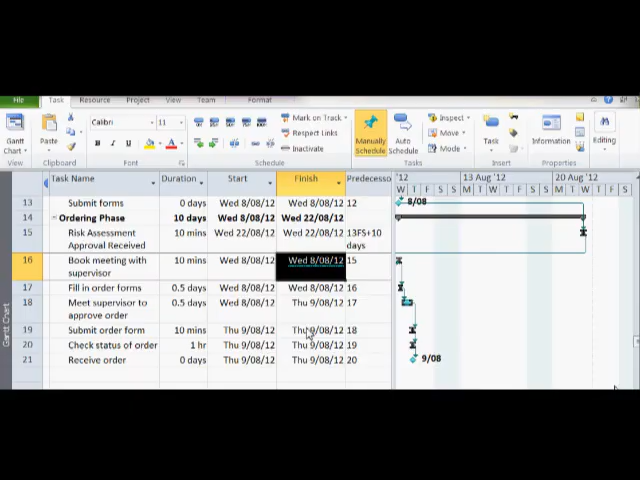 File Task Resource Project View Team Format
Gantt Chart Paste Calibri 11 Mark on Track Respect Links Inactivate Manually Schedule Auto Schedule Inspect Move Mode Task Information Editing
B I U A
View Clipboard Font Schedule Tasks Insert Properties
Task Name Duration Start Finish Predecesso '12 13 Aug '12 20 Aug '12
W T F S S M T W T F S S M T W T F S
13 Submit forms 0 days Wed 8/08/12 Wed 8/08/12 12 8/08
14 Ordering Phase 10 days Wed 8/08/12 Wed 22/08/12
15 Risk Assessment Approval Received 10 mins Wed 22/08/12 Wed 22/08/12 13FS+10 days
16 Book meeting with supervisor 10 mins Wed 8/08/12 Wed 8/08/12 15
17 Fill in order forms 0.5 days Wed 8/08/12 Wed 8/08/12 16
18 Meet supervisor to approve order 0.5 days Wed 8/08/12 Thu 9/08/12 17
19 Submit order form 10 mins Thu 9/08/12 Thu 9/08/12 18
20 Check status of order 1 hr Thu 9/08/12 Thu 9/08/12 19
21 Receive order 0 days Thu 9/08/12 Thu 9/08/12 20 9/08
Gantt Chart